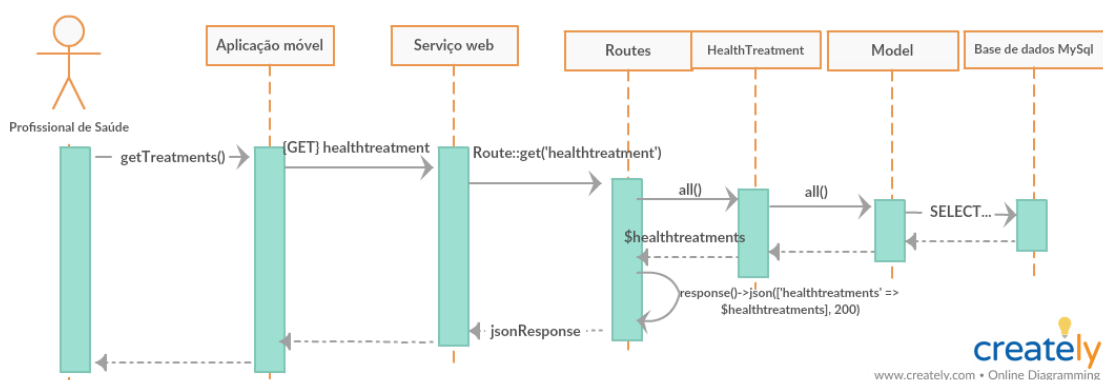 Aplicação móvel
Serviço web
Routes
HealthTreatment
Model
Base de dados MySql
Profissional de Saúde
getTreatments()
{GET} healthtreatment
Route::get('healthtreatment')
all()
all()
SELECT...
$healthtreatments
response()->json(['healthtreatments' =>
$healthtreatments], 200)
jsonResponse
creately
www.creately.com • Online Diagramming